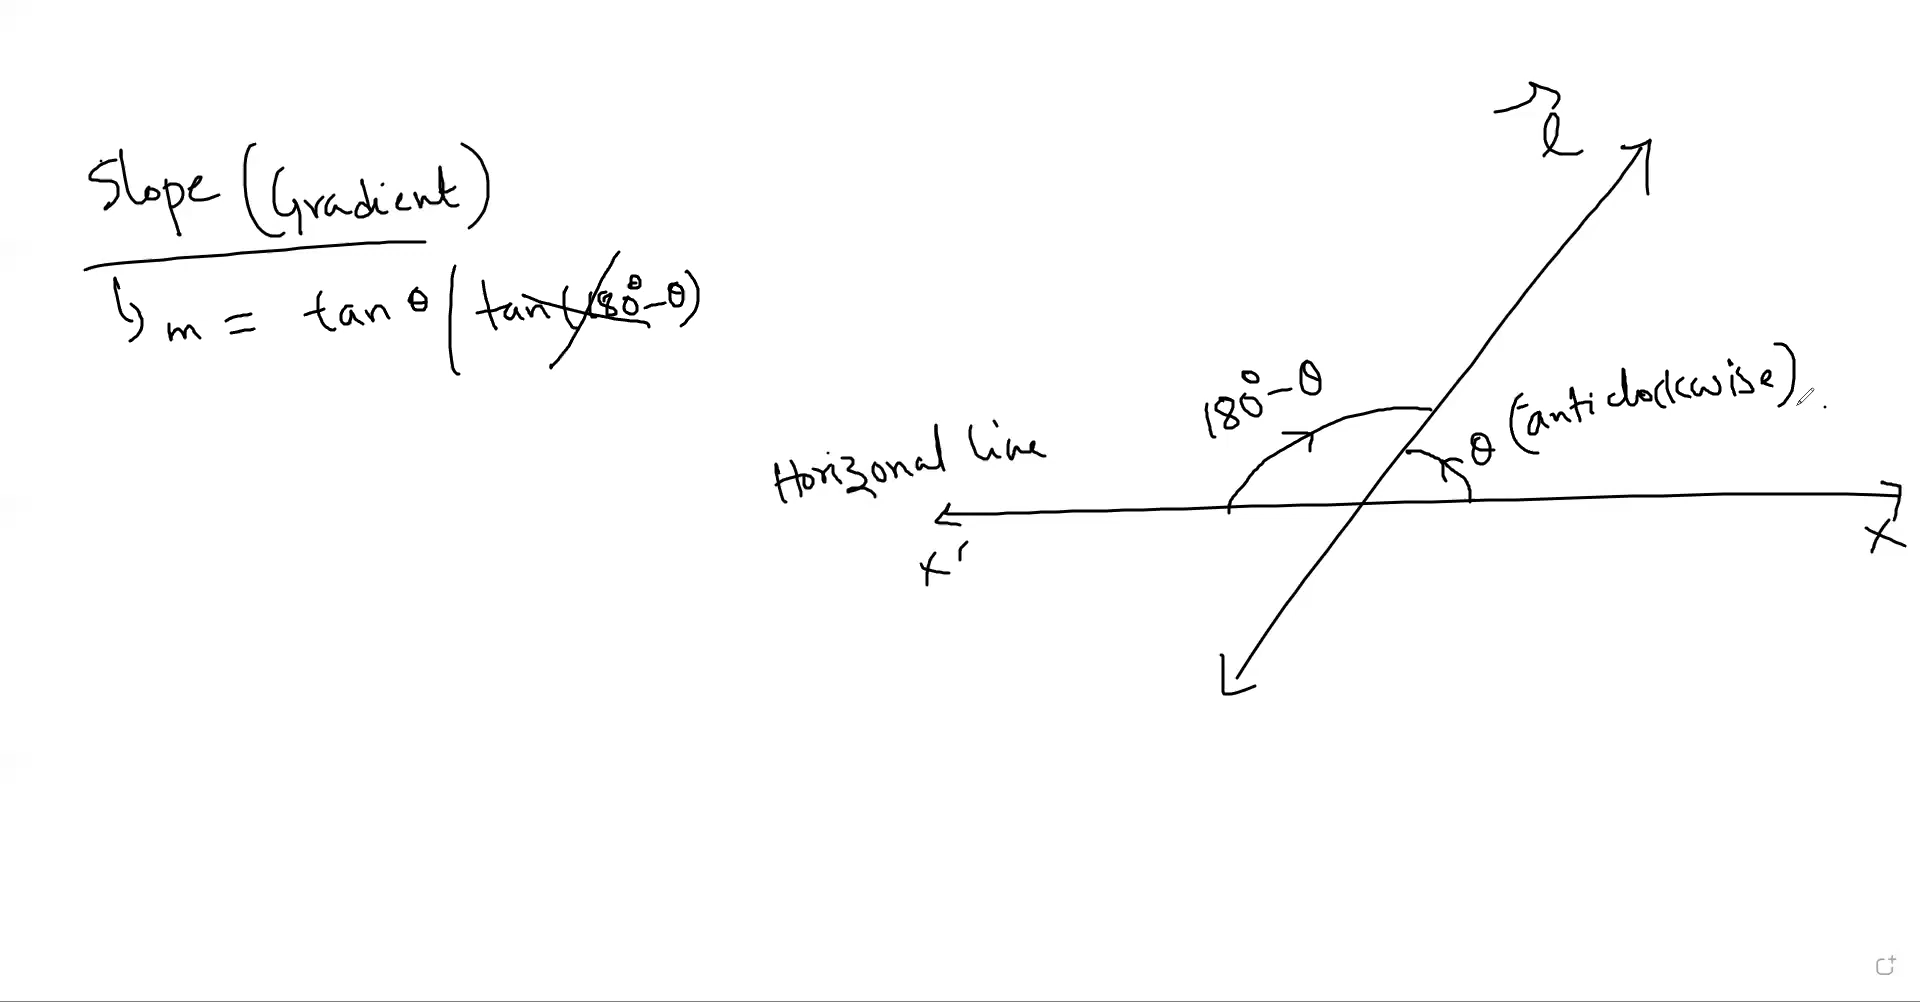 Slope (Gradient)
↳ m = tan θ | tan(180°-θ)
l
180°-θ
θ (anticlockwise).
Horizonal line
x'
x